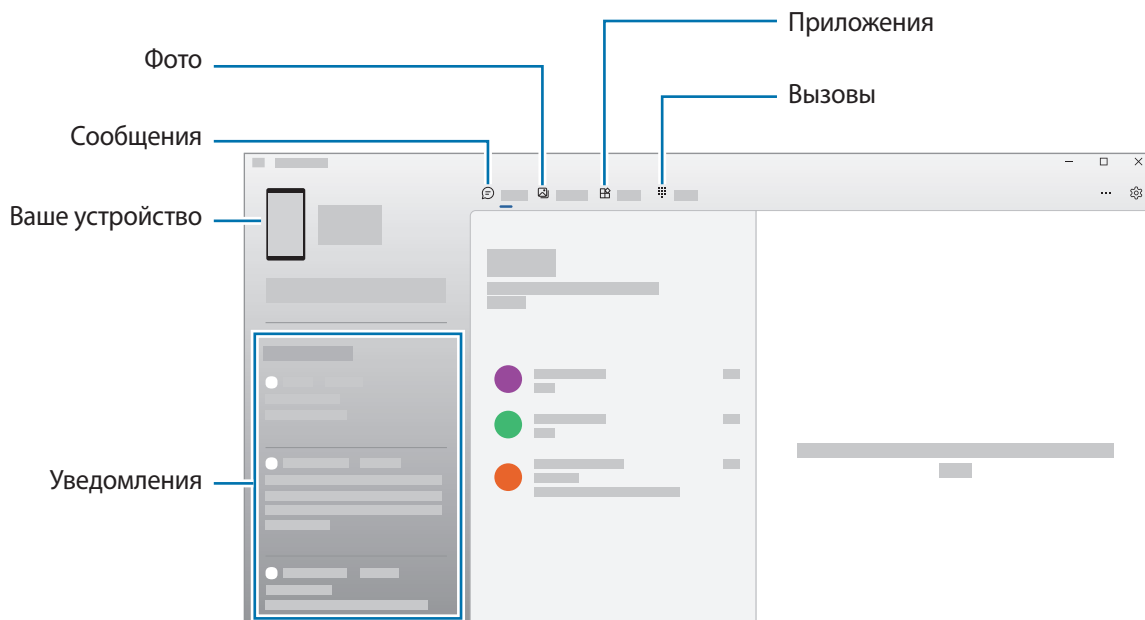 Приложения
Фото
Вызовы
Сообщения
Ваше устройство
Уведомления